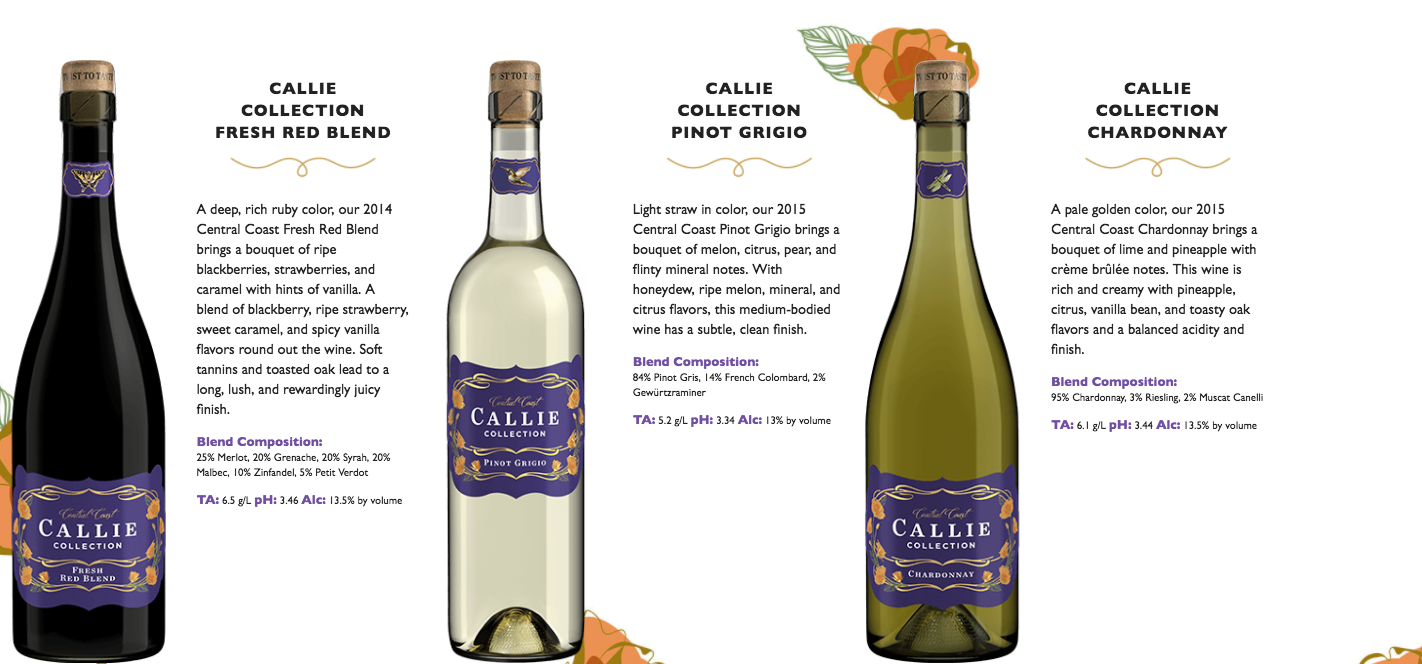 TWIST TO TASTE
CALLIE
COLLECTION
FRESH RED BLEND
A deep, rich ruby color, our 2014
Central Coast Fresh Red Blend
brings a bouquet of ripe
blackberries, strawberries, and
caramel with hints of vanilla. A
blend of blackberry, ripe strawberry,
sweet caramel, and spicy vanilla
flavors round out the wine. Soft
tannins and toasted oak lead to a
long, lush, and rewardingly juicy
finish.
Blend Composition:
25% Merlot, 20% Grenache, 20% Syrah, 20%
Malbec, 10% Zinfandel, 5% Petit Verdot
TA: 6.5 g/L pH: 3.46 Alc: 13.5% by volume
Central Coast
CALLIE
COLLECTION
FRESH
RED BLEND
ST TO TAS
CALLIE
COLLECTION
PINOT GRIGIO
Light straw in color, our 2015
Central Coast Pinot Grigio brings a
bouquet of melon, citrus, pear, and
flinty mineral notes. With
honeydew, ripe melon, mineral, and
citrus flavors, this medium-bodied
wine has a subtle, clean finish.
Blend Composition:
84% Pinot Gris, 14% French Colombard, 2%
Gewürtzraminer
TA: 5.2 g/L pH: 3.34 Alc: 13% by volume
Central Coast
CALLIE
COLLECTION
PINOT GRIGIO
ST TO TAS
CALLIE
COLLECTION
CHARDONNAY
A pale golden color, our 2015
Central Coast Chardonnay brings a
bouquet of lime and pineapple with
crème brûlée notes. This wine is
rich and creamy with pineapple,
citrus, vanilla bean, and toasty oak
flavors and a balanced acidity and
finish.
Blend Composition:
95% Chardonnay, 3% Riesling, 2% Muscat Canelli
TA: 6.1 g/L pH: 3.44 Alc: 13.5% by volume
Central Coast
CALLIE
COLLECTION
CHARDONNAY